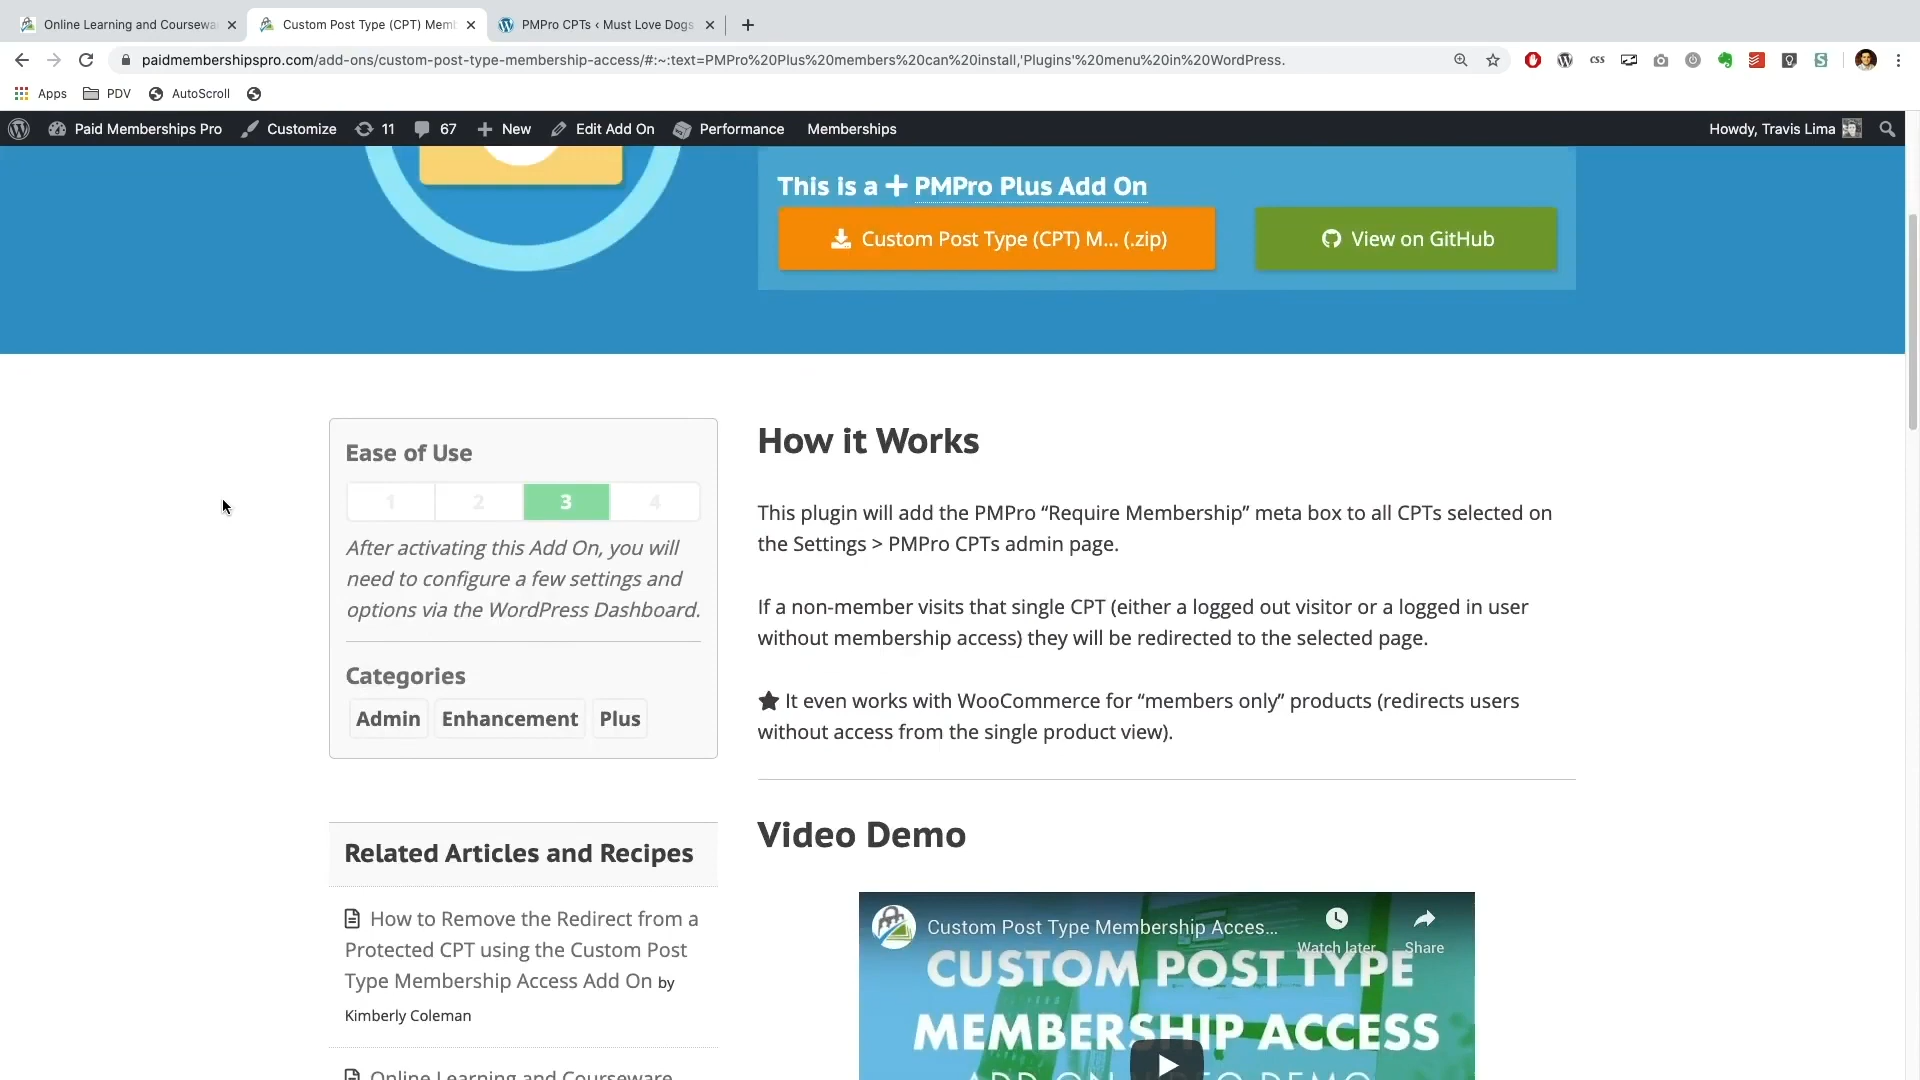 Online Learning and Coursewa
Custom Post Type (CPT) Memb
PMPro CPTs ‹ Must Love Dogs
paidmembershipspro.com/add-ons/custom-post-type-membership-access/#:~:text=PMPro%20Plus%20members%20can%20install,'Plugins'%20menu%20in%20WordPress.
css
Apps
PDV
AutoScroll
Paid Memberships Pro
Customize
11
67
New
Edit Add On
Performance
Memberships
Howdy, Travis Lima
This is a + PMPro Plus Add On
Custom Post Type (CPT) M... (.zip)
View on GitHub
Ease of Use
1 2 3 4
After activating this Add On, you will
need to configure a few settings and
options via the WordPress Dashboard.
Categories
Admin Enhancement Plus
Related Articles and Recipes
How to Remove the Redirect from a
Protected CPT using the Custom Post
Type Membership Access Add On by
Kimberly Coleman
Online Learning and Courseware
How it Works
This plugin will add the PMPro “Require Membership” meta box to all CPTs selected on
the Settings > PMPro CPTs admin page.
If a non-member visits that single CPT (either a logged out visitor or a logged in user
without membership access) they will be redirected to the selected page.
★ It even works with WooCommerce for “members only” products (redirects users
without access from the single product view).
Video Demo
Custom Post Type Membership Acces...
Watch later
Share
CUSTOM POST TYPE
MEMBERSHIP ACCESS
ADD ON VIDEO DEMO